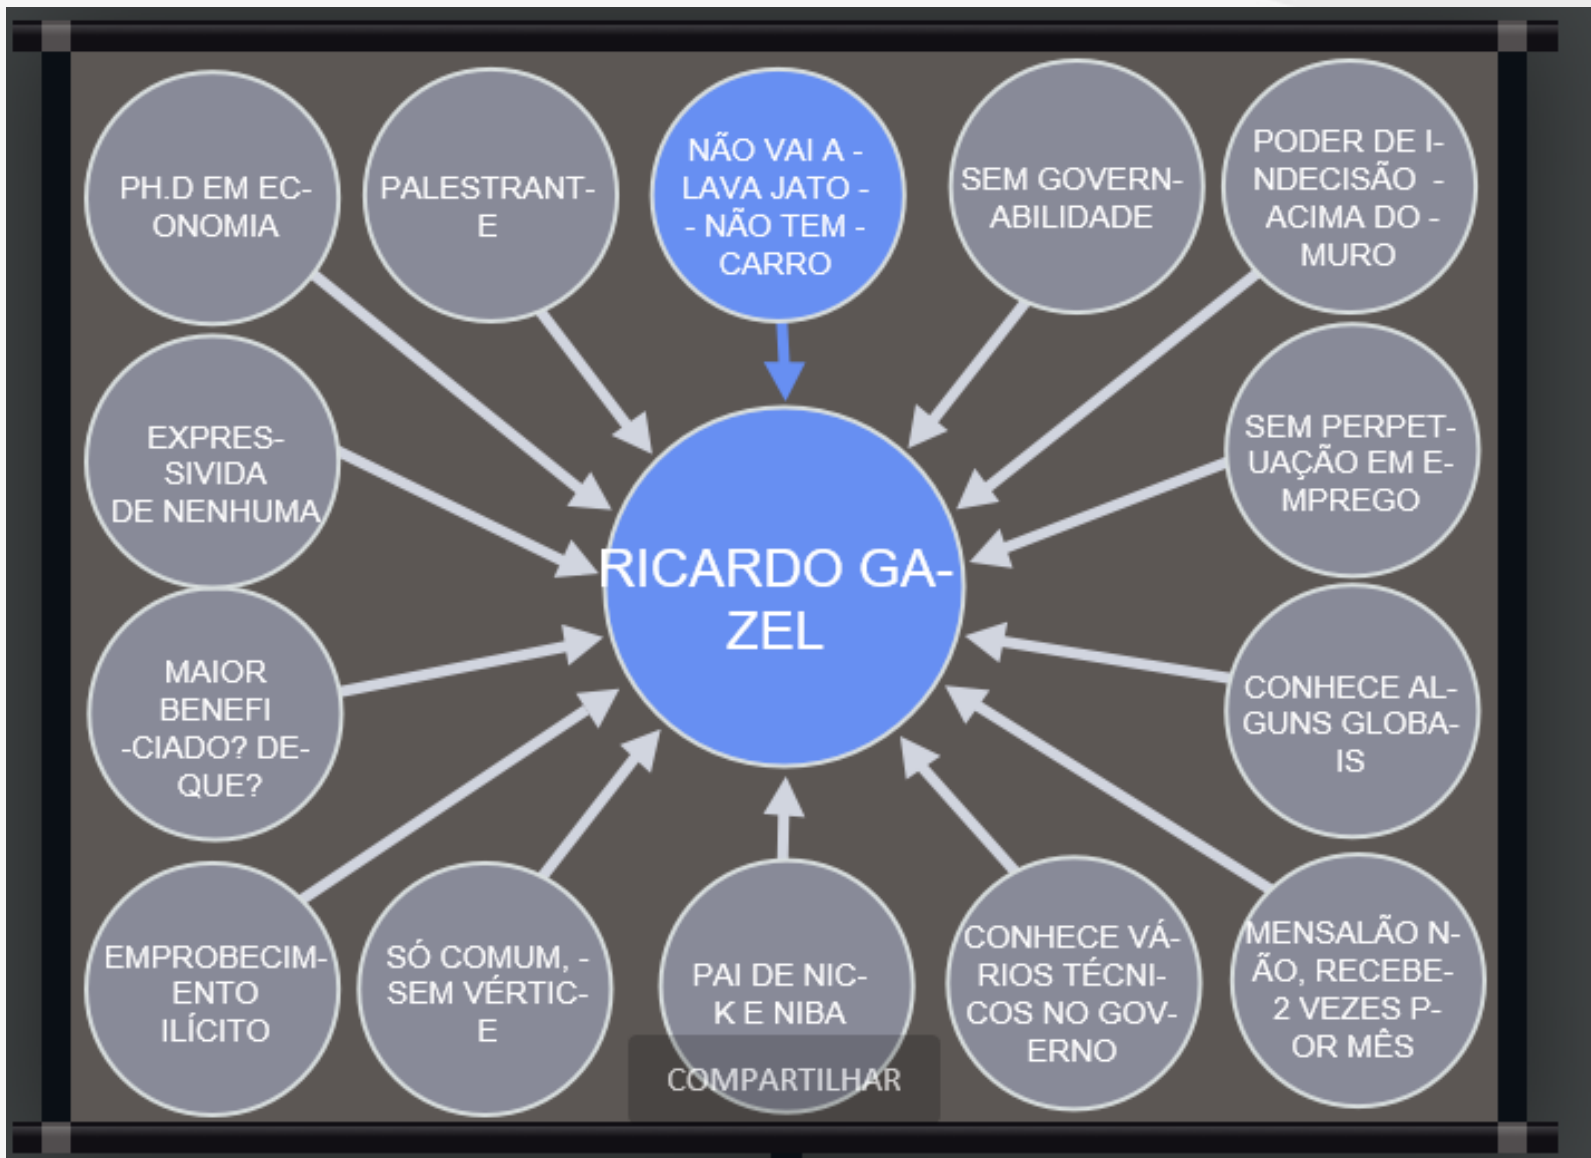 PH.D EM EC-
ONOMIA
PALESTRANT-
E
NÃO VAI A -
LAVA JATO -
- NÃO TEM -
CARRO
SEM GOVERN-
ABILIDADE
PODER DE I-
NDECISÃO -
ACIMA DO -
MURO
EXPRES-
SIVIDA
DE NENHUMA
SEM PERPET-
UAÇÃO EM E-
MPREGO
RICARDO GA-
ZEL
MAIOR
BENEFI
-CIADO? DE-
QUE?
CONHECE AL-
GUNS GLOBA-
IS
EMPROBECIM-
ENTO
ILÍCITO
SÓ COMUM, -
SEM VÉRTIC-
E
PAI DE NIC-
K E NIBA
CONHECE VÁ-
RIOS TÉCNI-
COS NO GOV-
ERNO
MENSALÃO N-
ÃO, RECEBE-
2 VEZES P-
OR MÊS
COMPARTILHAR